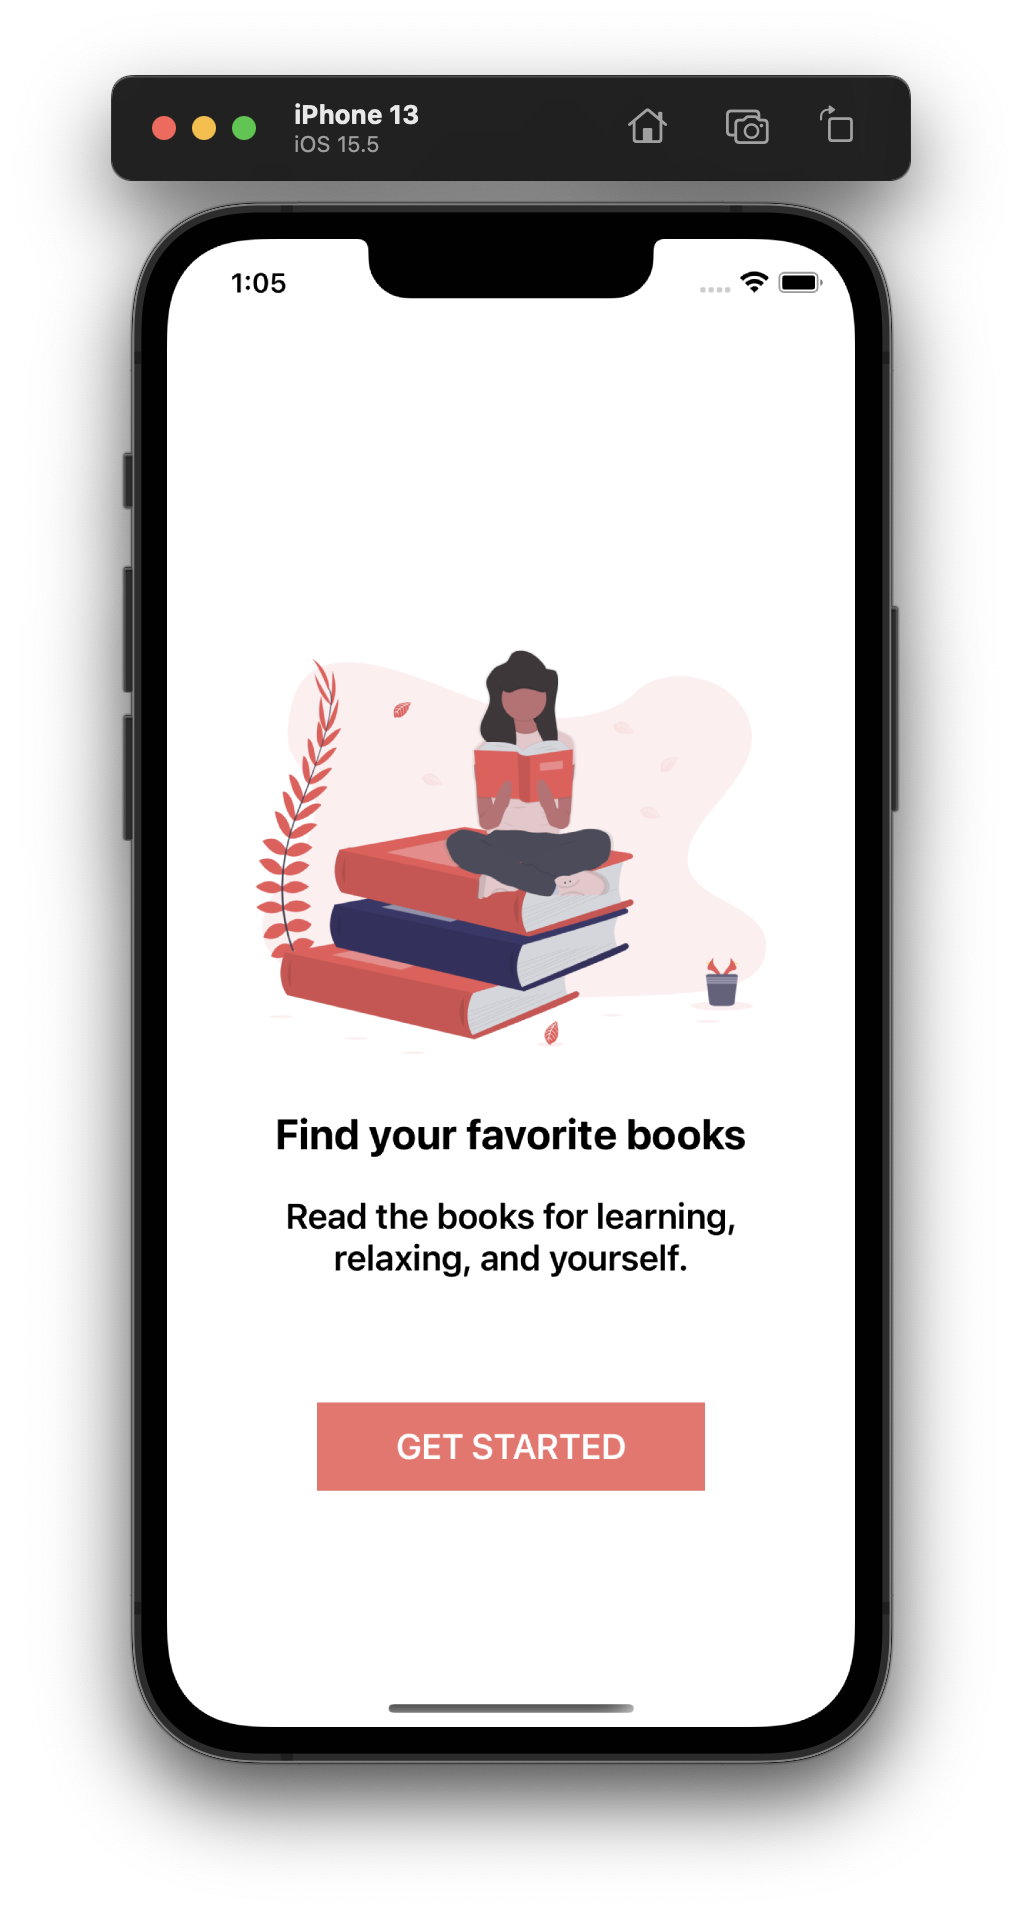 iPhone 13
iOS 15.5
1:05
Find your favorite books
Read the books for learning,
relaxing, and yourself.
GET STARTED